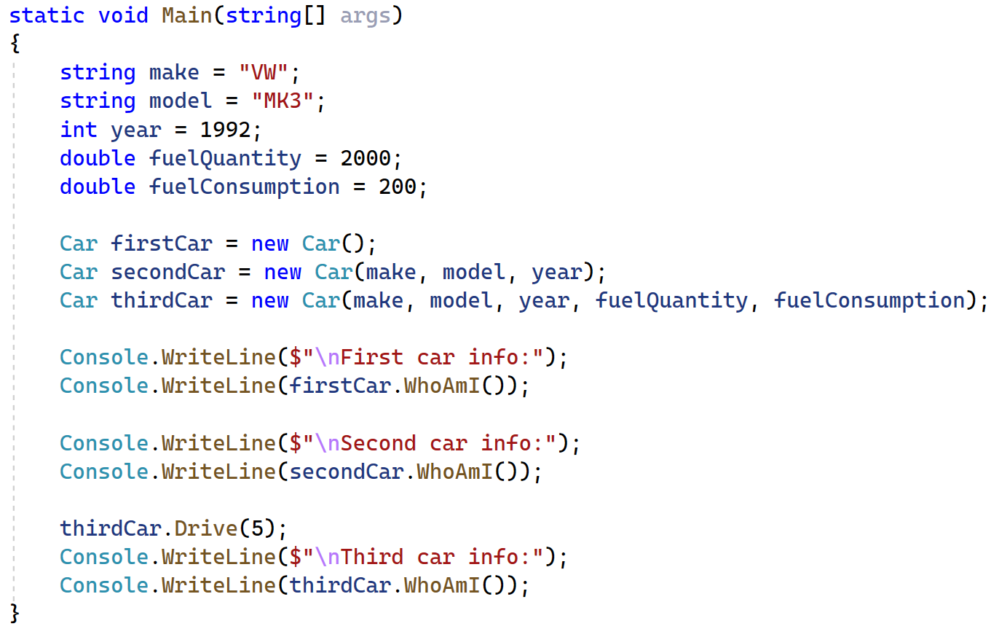 static void Main(string[] args)
{
    string make = "VW";
    string model = "MK3";
    int year = 1992;
    double fuelQuantity = 2000;
    double fuelConsumption = 200;

    Car firstCar = new Car();
    Car secondCar = new Car(make, model, year);
    Car thirdCar = new Car(make, model, year, fuelQuantity, fuelConsumption);

    Console.WriteLine($"\nFirst car info:");
    Console.WriteLine(firstCar.WhoAmI());

    Console.WriteLine($"\nSecond car info:");
    Console.WriteLine(secondCar.WhoAmI());

    thirdCar.Drive(5);
    Console.WriteLine($"\nThird car info:");
    Console.WriteLine(thirdCar.WhoAmI());
}